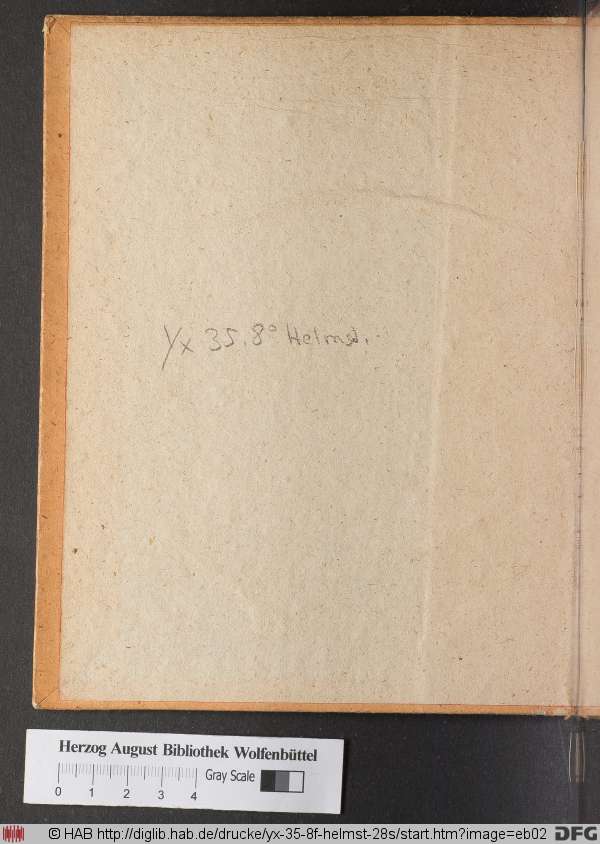 Yx 35.8° Helmst.
Herzog August Bibliothek Wolfenbüttel
0 1 2 3 4
Gray Scale
© HAB http://diglib.hab.de/drucke/yx-35-8f-helmst-28s/start.htm?image=eb02
DFG